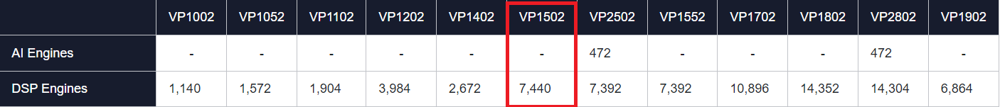 VP1002 VP1052 VP1102 VP1202 VP1402 VP1502 VP2502 VP1552 VP1702 VP1802 VP2802 VP1902
AI Engines - - - - - - 472 - - - 472 -
DSP Engines 1,140 1,572 1,904 3,984 2,672 7,440 7,392 7,392 10,896 14,352 14,304 6,864